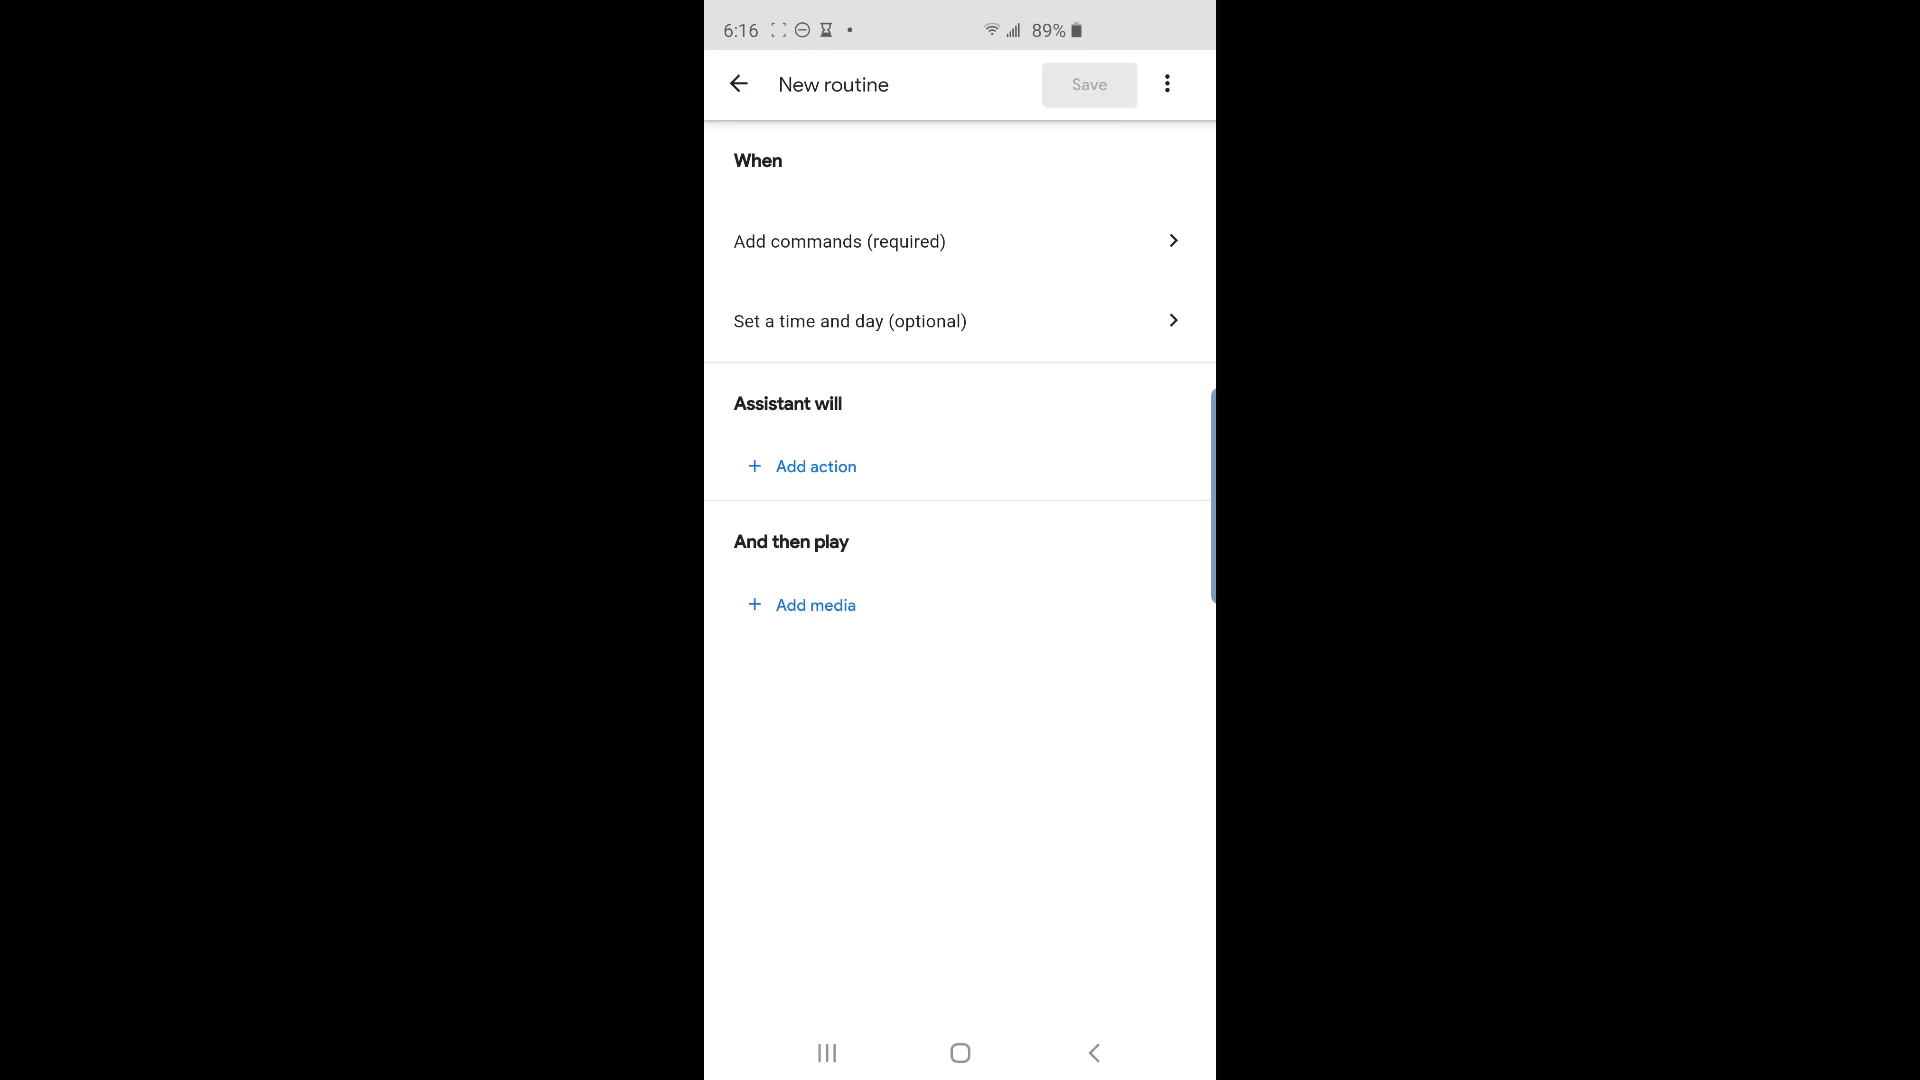 6:16 89%
New routine Save
When
Add commands (required)
Set a time and day (optional)
Assistant will
+ Add action
And then play
+ Add media